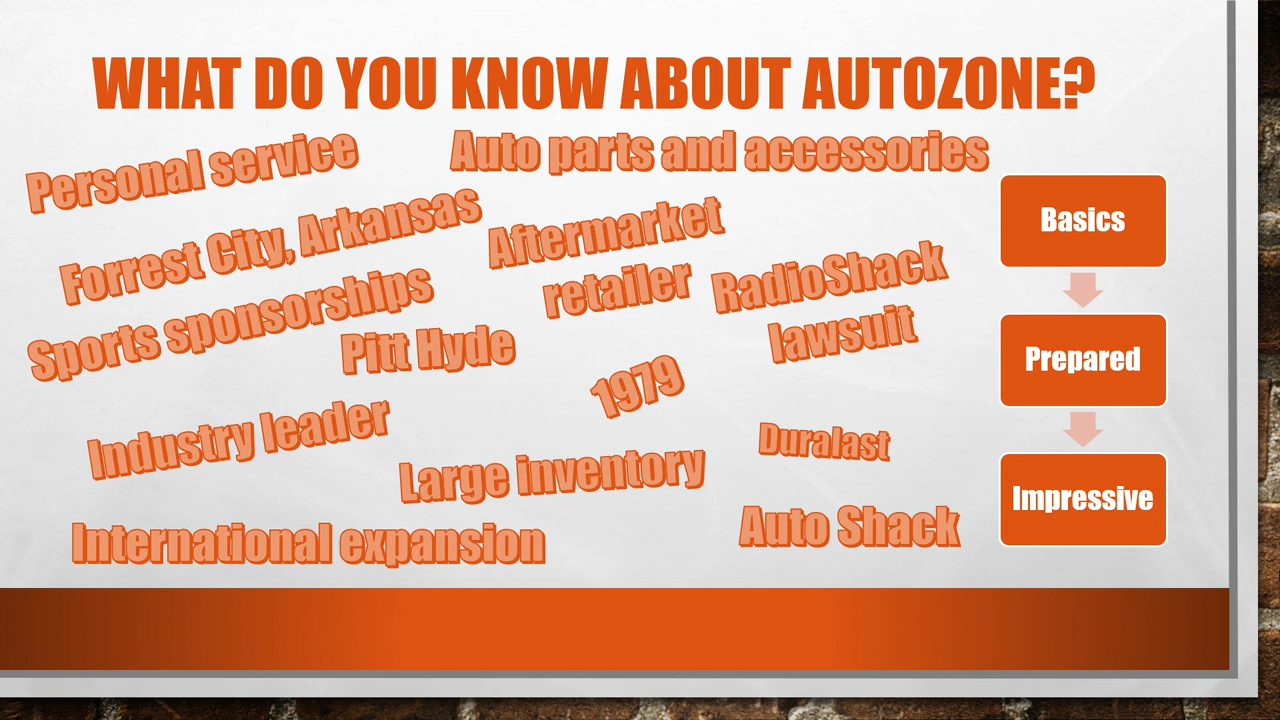 WHAT DO YOU KNOW ABOUT AUTOZONE?
Personal service
Auto parts and accessories
Forrest City, Arkansas
Aftermarket
retailer
Sports sponsorships
RadioShack
lawsuit
Pitt Hyde
1979
Industry leader
Duralast
Large inventory
International expansion
Auto Shack
Basics
Prepared
Impressive